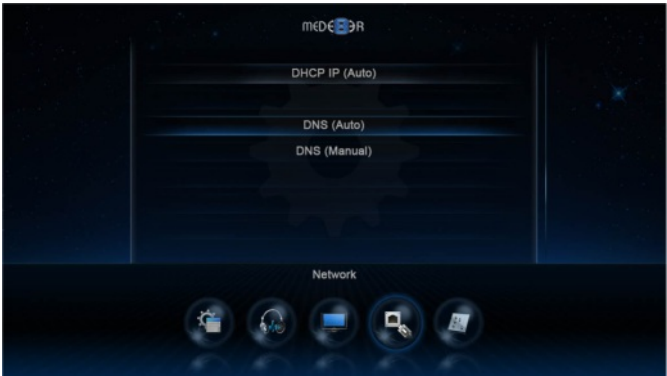 MEDE8ER
DHCP IP (Auto)
DNS (Auto)
DNS (Manual)
Network